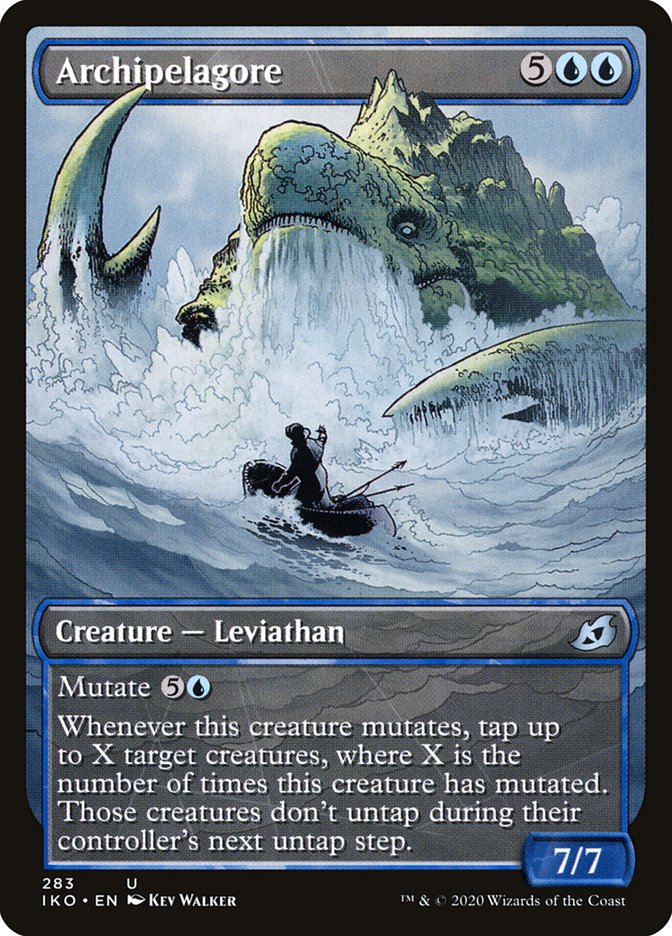 Archipelagore 5
Creature — Leviathan
Mutate 5
Whenever this creature mutates, tap up
to X target creatures, where X is the
number of times this creature has mutated.
Those creatures don't untap during their
controller's next untap step.
7/7
283 U
IKO • EN Kev Walker ™ & © 2020 Wizards of the Coast